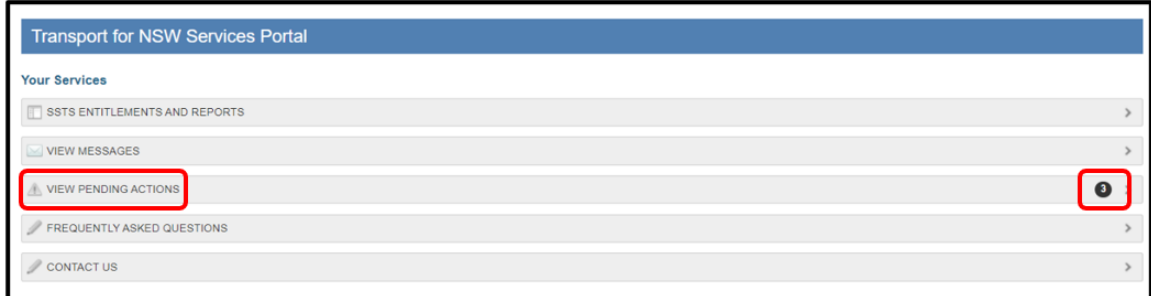 Transport for NSW Services Portal
Your Services
SSTS ENTITLEMENTS AND REPORTS
VIEW MESSAGES
VIEW PENDING ACTIONS 3
FREQUENTLY ASKED QUESTIONS
CONTACT US